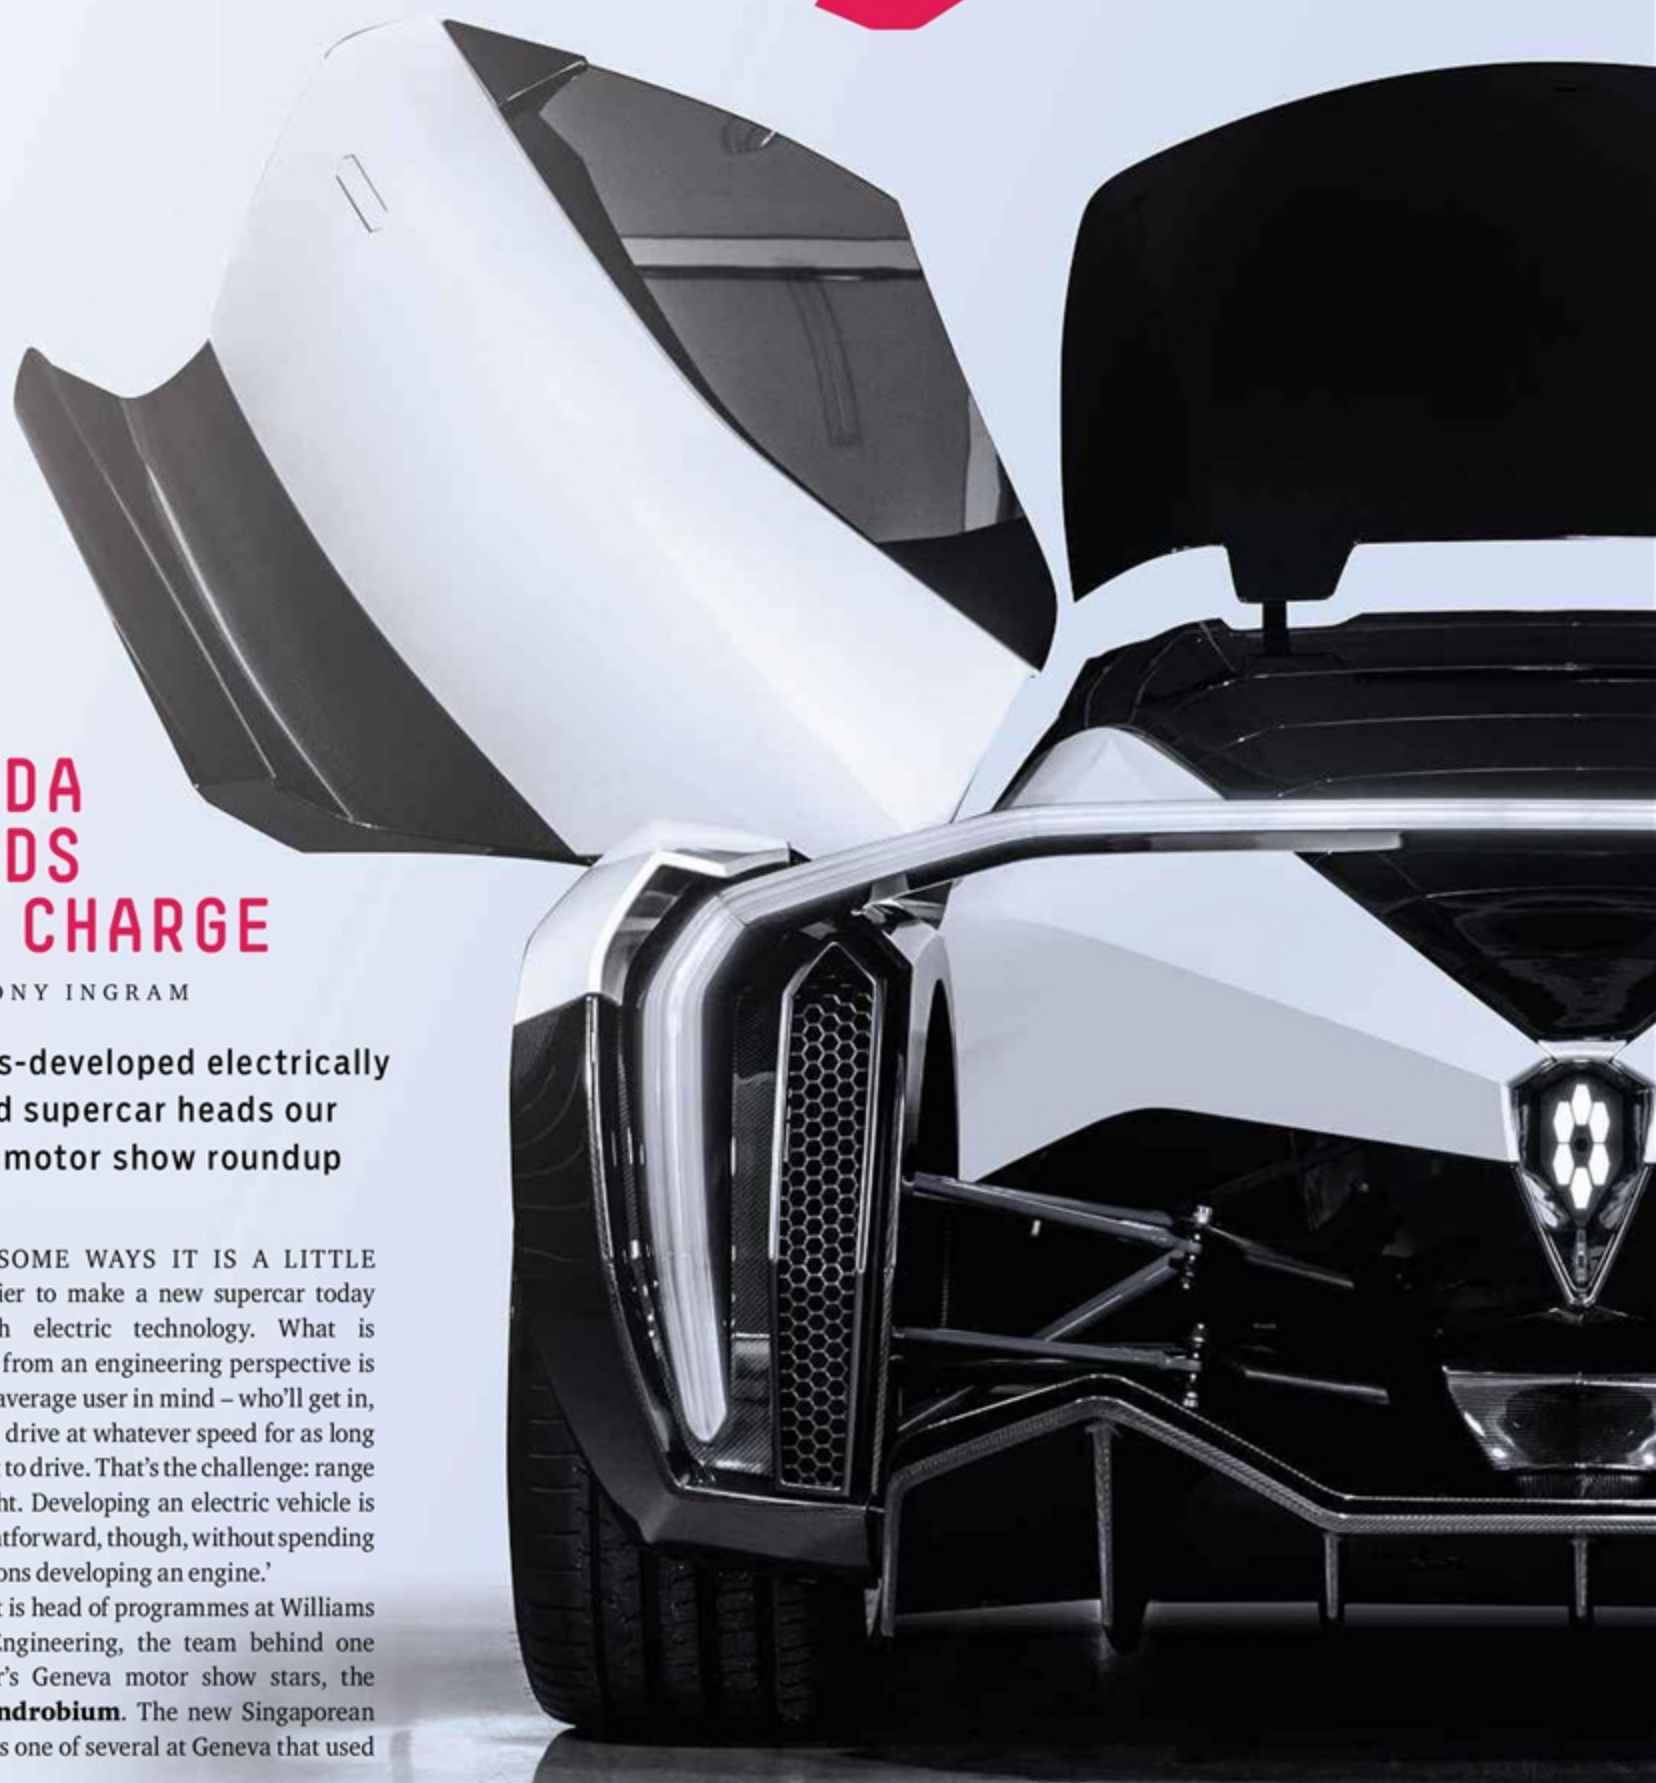 DA
DS
CHARGE
ONY INGRAM
s-developed electrically
d supercar heads our
motor show roundup
SOME WAYS IT IS A LITTLE
ier to make a new supercar today
h electric technology. What is
from an engineering perspective is
average user in mind – who’ll get in,
drive at whatever speed for as long
to drive. That’s the challenge: range
ht. Developing an electric vehicle is
tforward, though, without spending
ons developing an engine.’
t is head of programmes at Williams
Engineering, the team behind one
r’s Geneva motor show stars, the
ndrobium. The new Singaporean
s one of several at Geneva that used